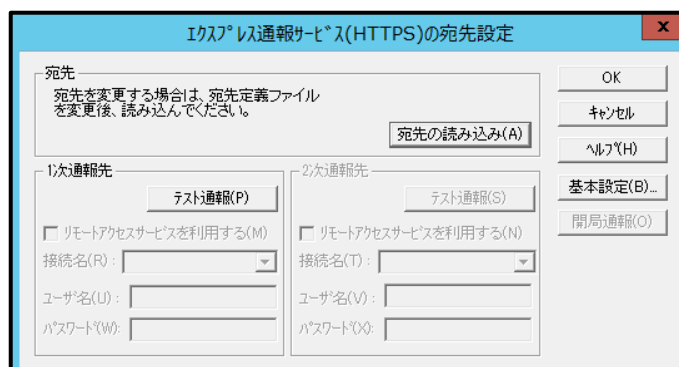 ｴｸｽﾌﾟﾚｽ通報ｻｰﾋﾞｽ(HTTPS)の宛先設定
x
宛先
宛先を変更する場合は、宛先定義ファイル
を変更後、読み込んでください。
宛先の読み込み(A)
OK
ｷｬﾝｾﾙ
ﾍﾙﾌﾟ(H)
基本設定(B)...
開局通報(O)
1次通報先
テスト通報(P)
リモートアクセスサービスを利用する(M)
接続名(R) :
ユーザ名(U) :
ﾊﾟｽﾜｰﾄﾞ(W):
2次通報先
テスト通報(S)
リモートアクセスサービスを利用する(N)
接続名(T) :
ユーザ名(V) :
ﾊﾟｽﾜｰﾄﾞ(X):